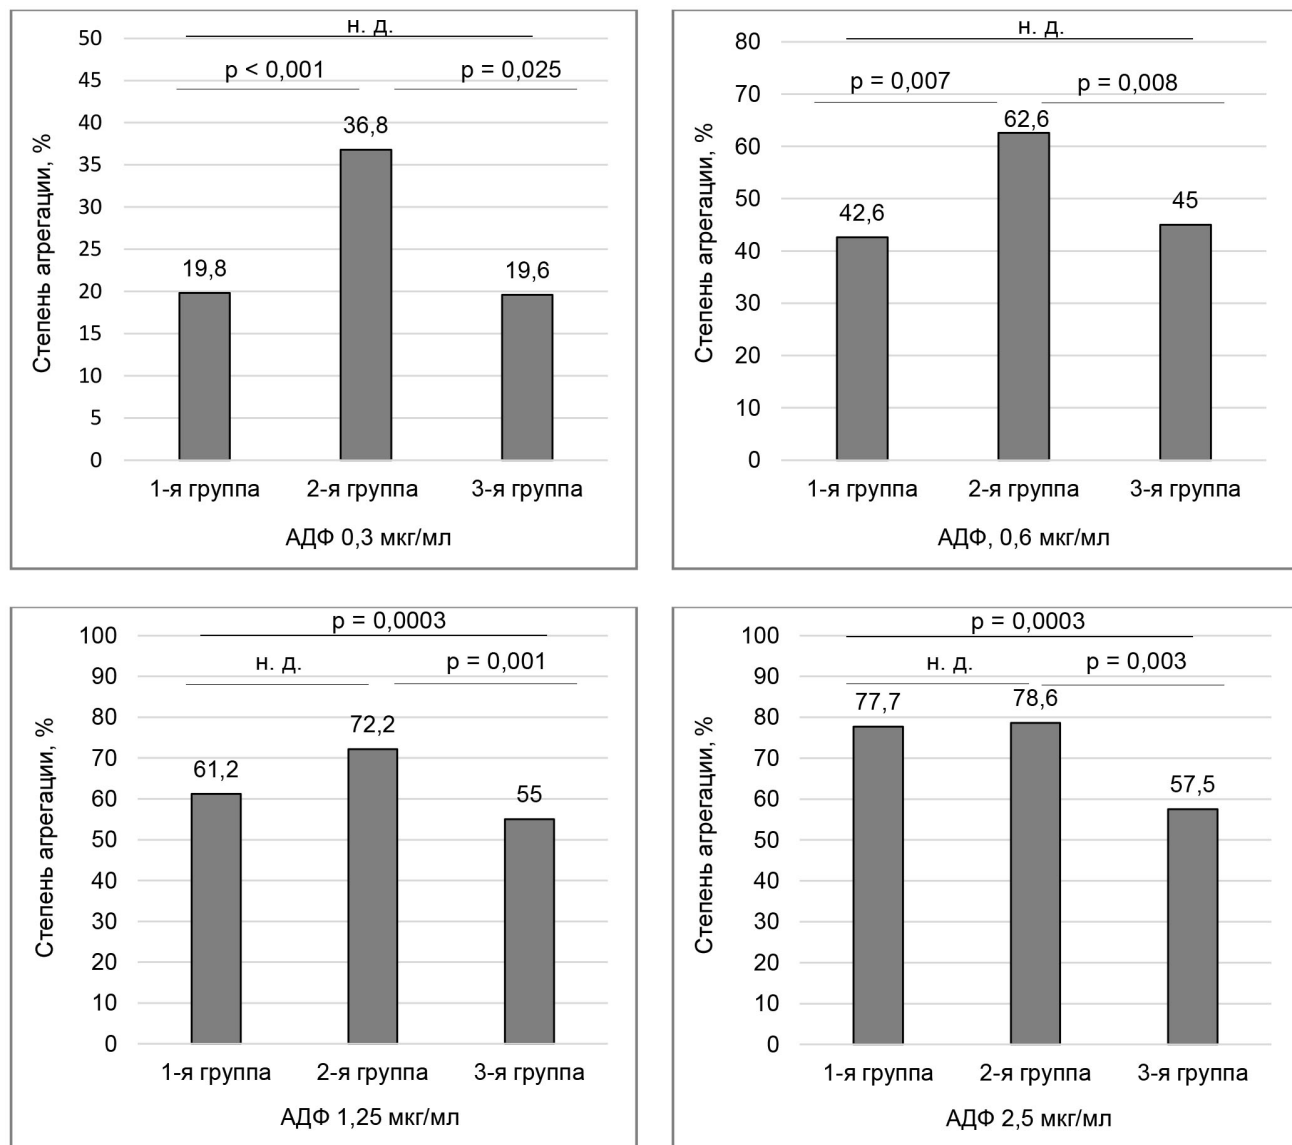 н. д.
p < 0,001
p = 0,025
50
45
40
35
30
25
20
15
10
5
0
Степень агрегации, %
19,8
36,8
19,6
1-я группа
2-я группа
3-я группа
АДФ 0,3 мкг/мл
н. д.
p = 0,007
p = 0,008
80
70
60
50
40
30
20
10
0
Степень агрегации, %
42,6
62,6
45
1-я группа
2-я группа
3-я группа
АДФ, 0,6 мкг/мл
p = 0,0003
н. д.
p = 0,001
100
90
80
70
60
50
40
30
20
10
0
Степень агрегации, %
61,2
72,2
55
1-я группа
2-я группа
3-я группа
АДФ 1,25 мкг/мл
p = 0,0003
н. д.
p = 0,003
100
90
80
70
60
50
40
30
20
10
0
Степень агрегации, %
77,7
78,6
57,5
1-я группа
2-я группа
3-я группа
АДФ 2,5 мкг/мл